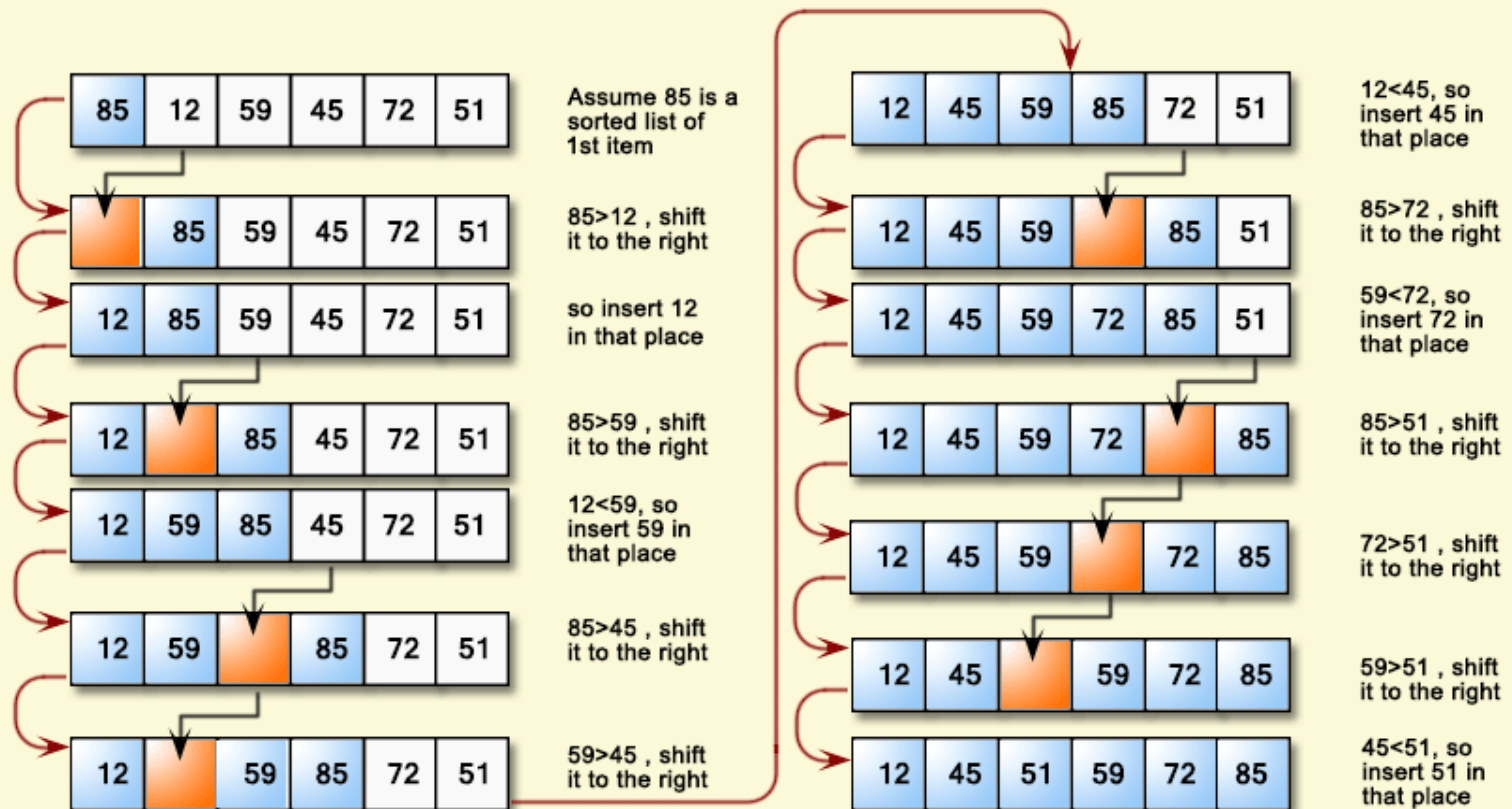 85 12 59 45 72 51
Assume 85 is a
sorted list of
1st item
85 59 45 72 51
85>12 , shift
it to the right
12 85 59 45 72 51
so insert 12
in that place
12 85 45 72 51
85>59 , shift
it to the right
12 59 85 45 72 51
12<59, so
insert 59 in
that place
12 59 85 72 51
85>45 , shift
it to the right
12 59 85 72 51
59>45 , shift
it to the right
12 45 59 85 72 51
12<45, so
insert 45 in
that place
12 45 59 85 51
85>72 , shift
it to the right
12 45 59 72 85 51
59<72, so
insert 72 in
that place
12 45 59 72 85
85>51 , shift
it to the right
12 45 59 72 85
72>51 , shift
it to the right
12 45 59 72 85
59>51 , shift
it to the right
12 45 51 59 72 85
45<51, so
insert 51 in
that place